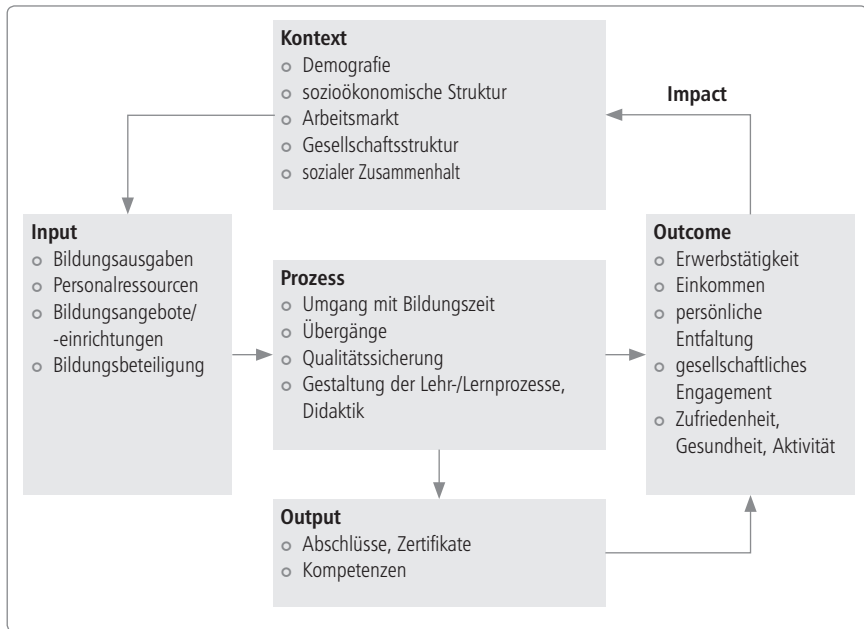 Kontext
Demografie
sozioökonomische Struktur
Arbeitsmarkt
Gesellschaftsstruktur
sozialer Zusammenhalt
Impact
Input
Bildungsausgaben
Personalressourcen
Bildungsangebote/
-einrichtungen
Bildungsbeteiligung
Prozess
Umgang mit Bildungszeit
Übergänge
Qualitätssicherung
Gestaltung der Lehr-/Lernprozesse,
Didaktik
Outcome
Erwerbstätigkeit
Einkommen
persönliche
Entfaltung
gesellschaftliches
Engagement
Zufriedenheit,
Gesundheit, Aktivität
Output
Abschlüsse, Zertifikate
Kompetenzen